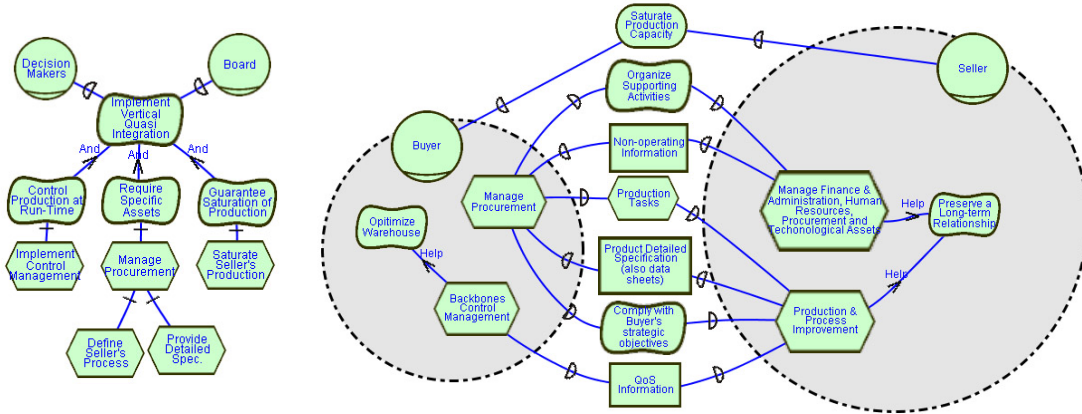 Decision
Makers
Board
Implement
Vertical
Quasi
Integration
And
And
And
Control
Production at
Run-Time
Require
Specific
Assets
Guarantee
Saturation of
Production
Implement
Control
Management
Manage
Procurement
Saturate
Seller's
Production
Define
Seller's
Process
Provide
Detailed
Spec.
Saturate
Production
Capacity
Seller
Organize
Supporting
Activities
Buyer
Non-operating
Information
Manage
Procurement
Production
Tasks
Manage Finance &
Administration, Human
Resources,
Procurement and
Techonological Assets
Help
Preserve a
Long-term
Relationship
Opitimize
Warehouse
Help
Product Detailed
Specification
(also data
sheets)
Help
Backbones
Control
Management
Comply with
Buyer's
strategic
objectives
Production &
Process
Improvement
QoS
Information